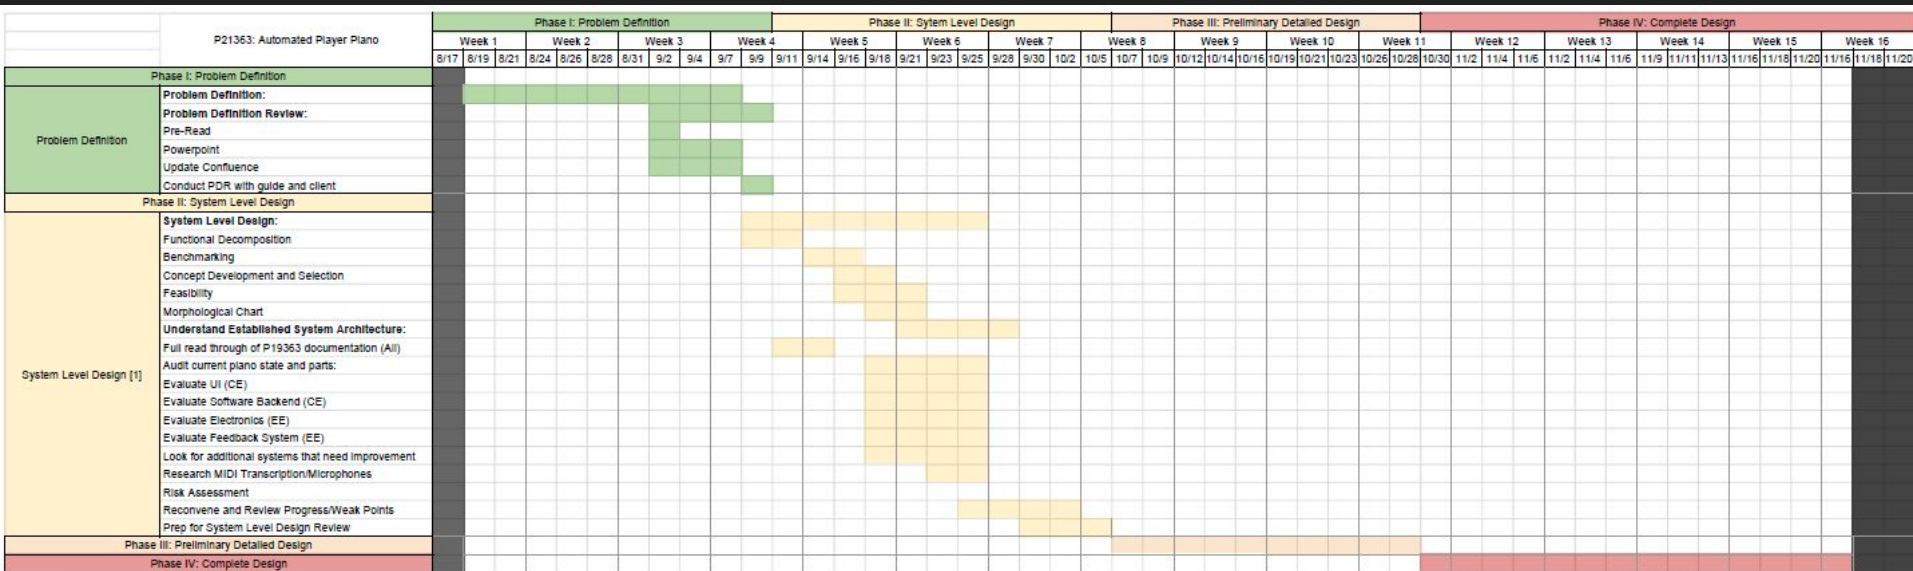 Phase I: Problem Definition Phase II: Sytem Level Design Phase III: Preliminary Detailed Design Phase IV: Complete Design
P21363: Automated Player Piano
Week 1 Week 2 Week 3 Week 4 Week 5 Week 6 Week 7 Week 8 Week 9 Week 10 Week 11 Week 12 Week 13 Week 14 Week 15 Week 16
8/17 8/19 8/21 8/24 8/26 8/28 8/31 9/2 9/4 9/7 9/9 9/11 9/14 9/16 9/18 9/21 9/23 9/25 9/28 9/30 10/2 10/5 10/7 10/9 10/12 10/14 10/16 10/19 10/21 10/23 10/26 10/28 10/30 11/2 11/4 11/6 11/2 11/4 11/6 11/9 11/11 11/13 11/16 11/18 11/20 11/16 11/18 11/20
Phase I: Problem Definition
Problem Definition
Problem Definition:
Problem Definition Review:
Pre-Read
Powerpoint
Update Confluence
Conduct PDR with guide and client
Phase II: System Level Design
System Level Design [1]
System Level Design:
Functional Decomposition
Benchmarking
Concept Development and Selection
Feasibility
Morphological Chart
Understand Established System Architecture:
Full read through of P19363 documentation (All)
Audit current piano state and parts:
Evaluate UI (CE)
Evaluate Software Backend (CE)
Evaluate Electronics (EE)
Evaluate Feedback System (EE)
Look for additional systems that need improvement
Research MIDI Transcription/Microphones
Risk Assessment
Reconvene and Review Progress/Weak Points
Prep for System Level Design Review
Phase III: Preliminary Detailed Design
Phase IV: Complete Design